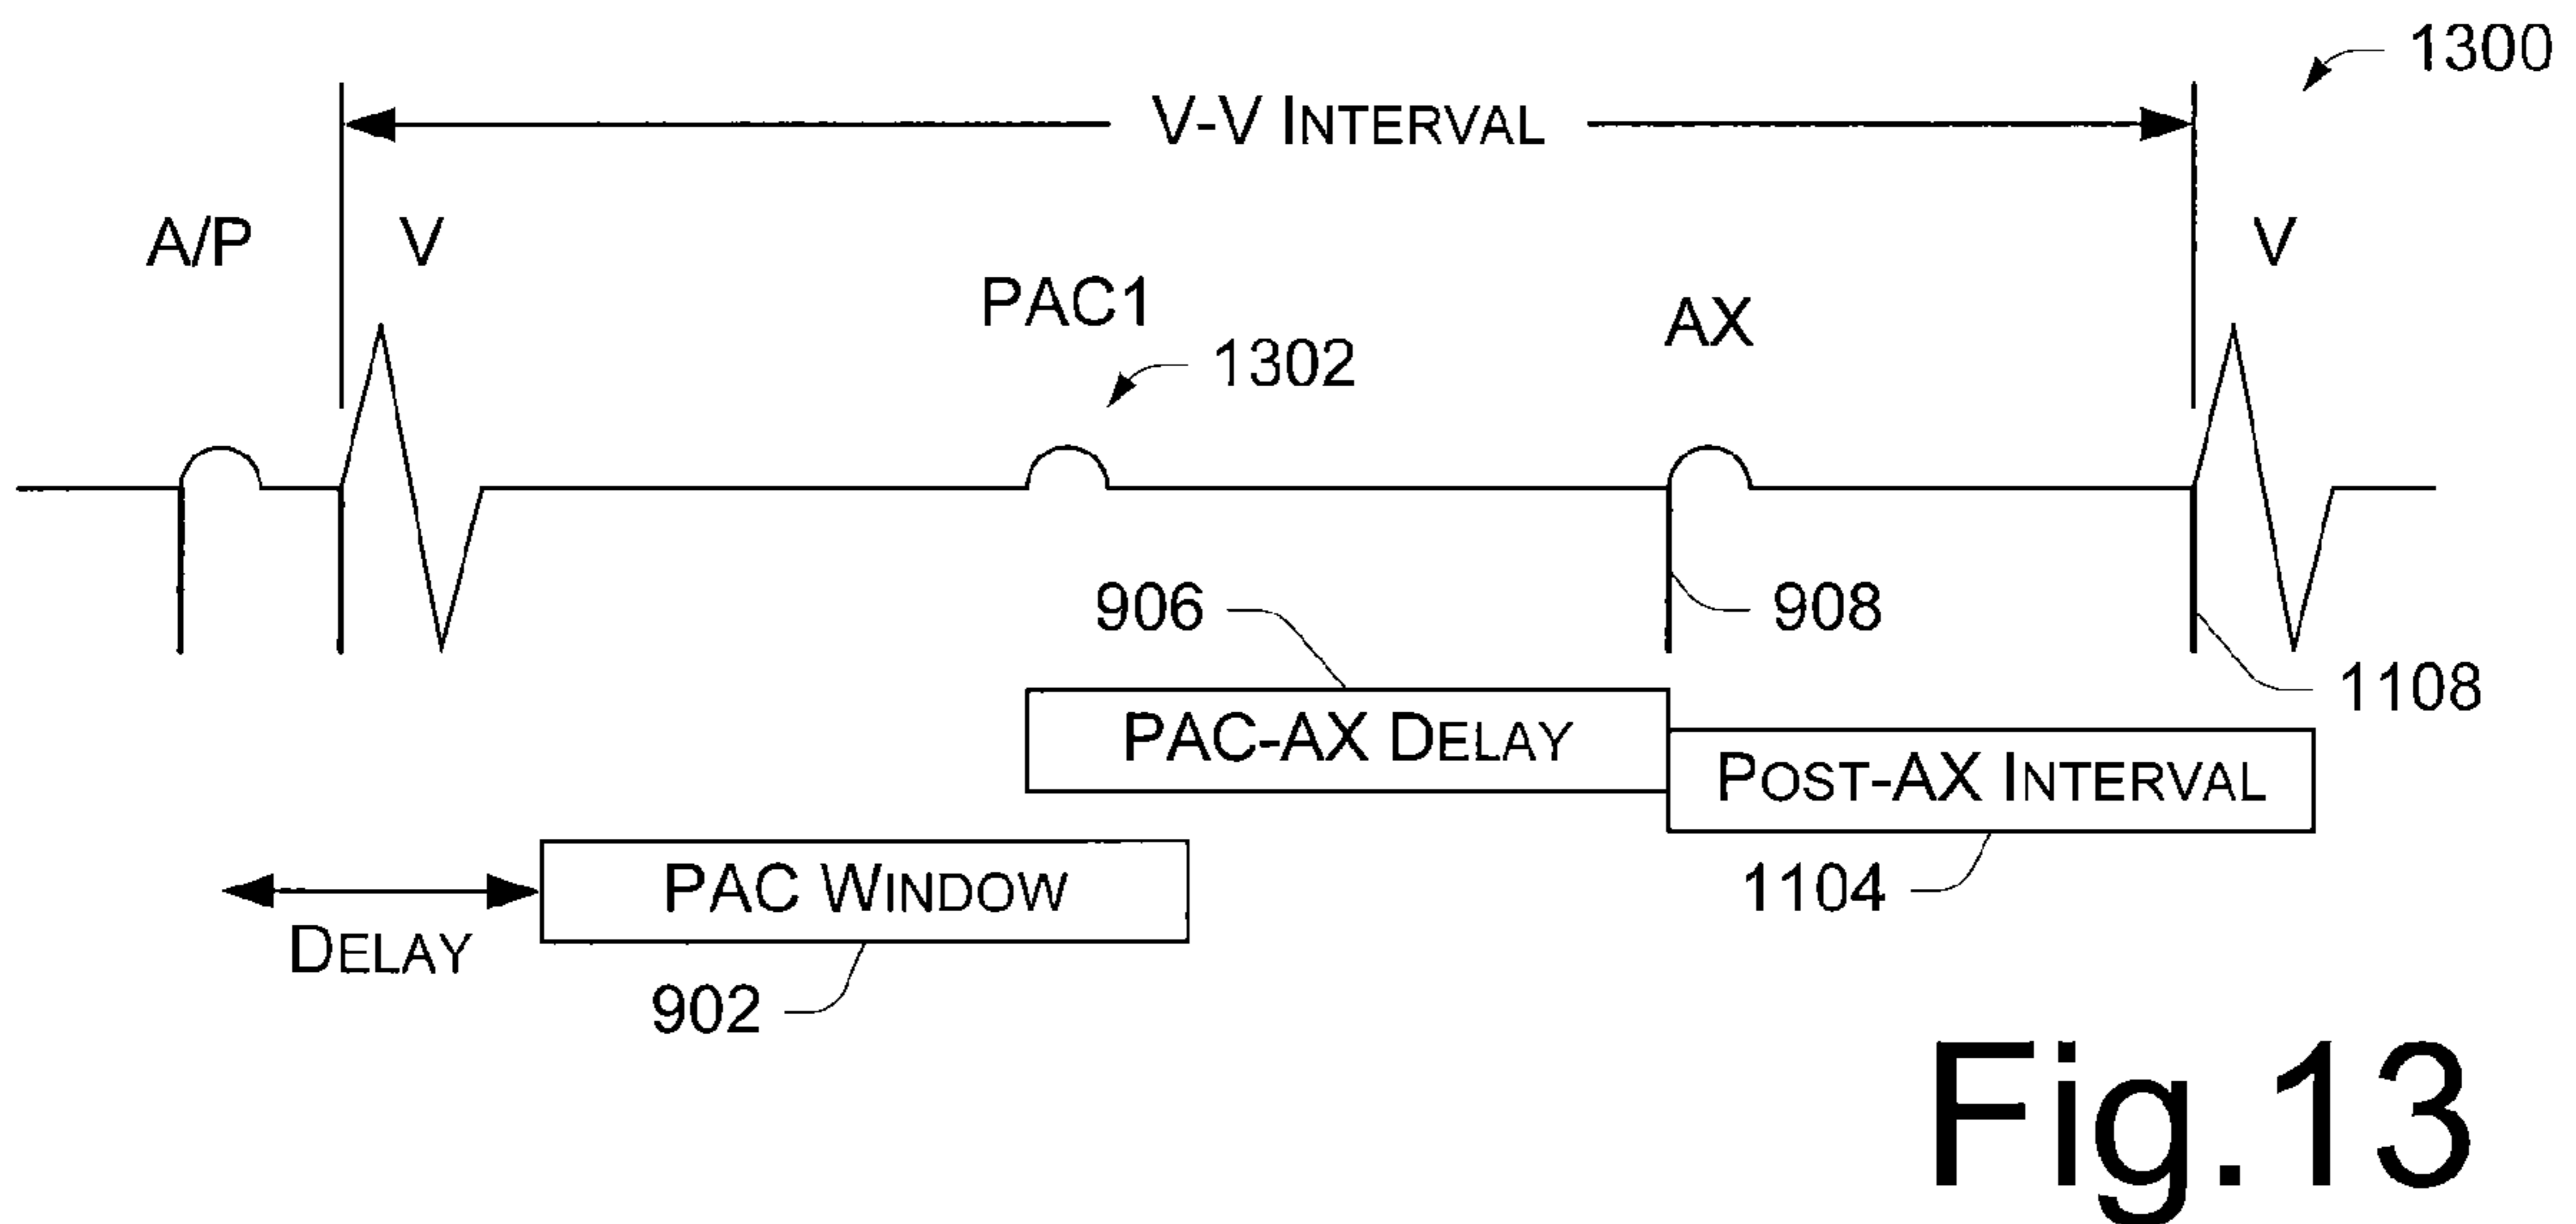 1300
V-V INTERVAL
A/P
V
V
PAC1
AX
1302
906
908
1108
PAC-AX DELAY
POST-AX INTERVAL
1104
PAC WINDOW
DELAY
902
Fig.13